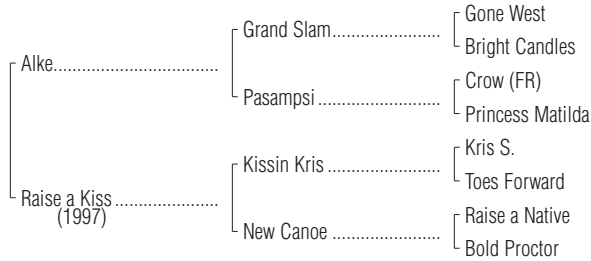 Gone West
Grand Slam......................
Bright Candles
Alke..................................
Crow (FR)
Pasampsi.........................
Princess Matilda
Kris S.
Kissin Kris .......................
Toes Forward
Raise a Kiss .....................
(1997)
Raise a Native
New Canoe ......................
Bold Proctor